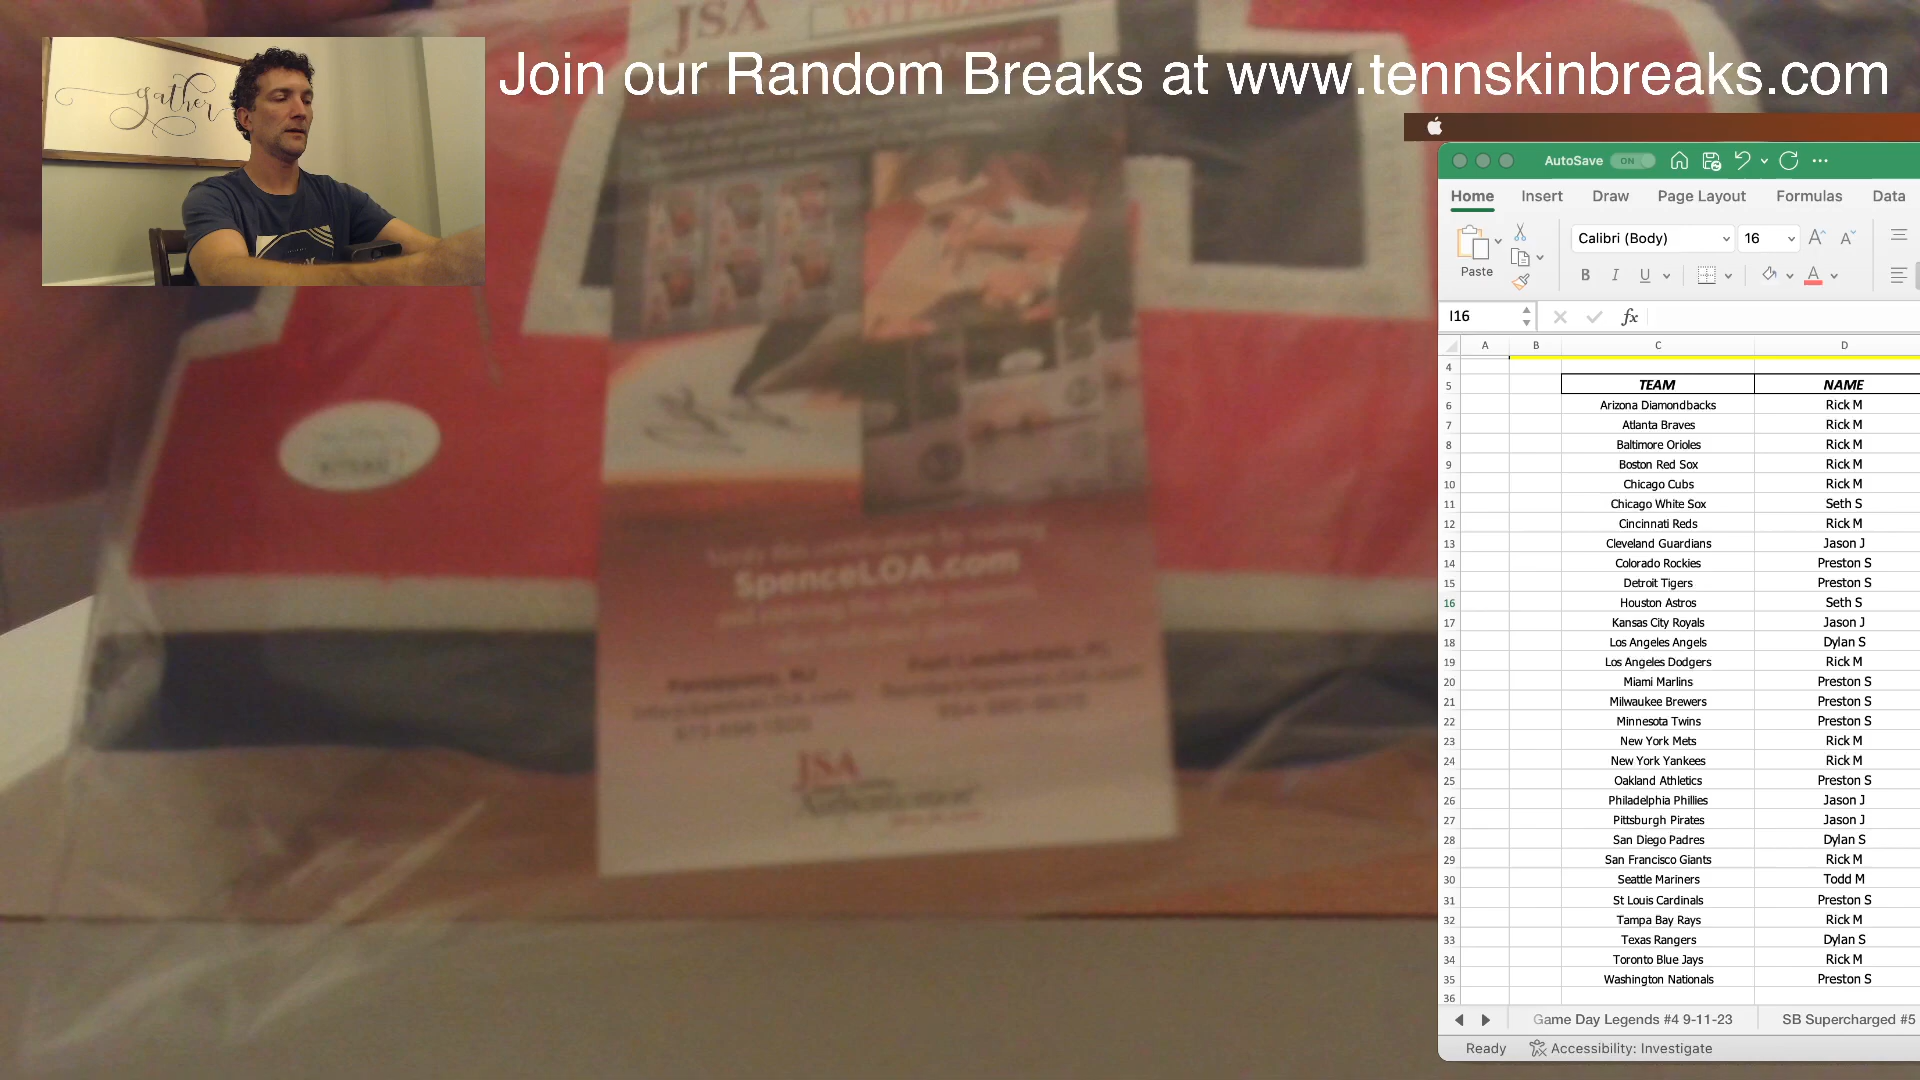 JSA
Join our Random Breaks at www.tennskinbreaks.com
gather
AutoSave ON
Home Insert Draw Page Layout Formulas Data
Paste
Calibri (Body) 16
B I U A
I16 fx
A B C D
4
5 TEAM NAME
6 Arizona Diamondbacks Rick M
7 Atlanta Braves Rick M
8 Baltimore Orioles Rick M
9 Boston Red Sox Rick M
10 Chicago Cubs Rick M
11 Chicago White Sox Seth S
12 Cincinnati Reds Rick M
13 Cleveland Guardians Jason J
14 Colorado Rockies Preston S
15 Detroit Tigers Preston S
16 Houston Astros Seth S
17 Kansas City Royals Jason J
18 Los Angeles Angels Dylan S
19 Los Angeles Dodgers Rick M
20 Miami Marlins Preston S
21 Milwaukee Brewers Preston S
22 Minnesota Twins Preston S
23 New York Mets Rick M
24 New York Yankees Rick M
25 Oakland Athletics Preston S
26 Philadelphia Phillies Jason J
27 Pittsburgh Pirates Jason J
28 San Diego Padres Dylan S
29 San Francisco Giants Rick M
30 Seattle Mariners Todd M
31 St Louis Cardinals Preston S
32 Tampa Bay Rays Rick M
33 Texas Rangers Dylan S
34 Toronto Blue Jays Rick M
35 Washington Nationals Preston S
36
Game Day Legends #4 9-11-23 SB Supercharged #5
Ready Accessibility: Investigate
Verify this certification by visiting
SpenceLOA.com
JSA
Authentication